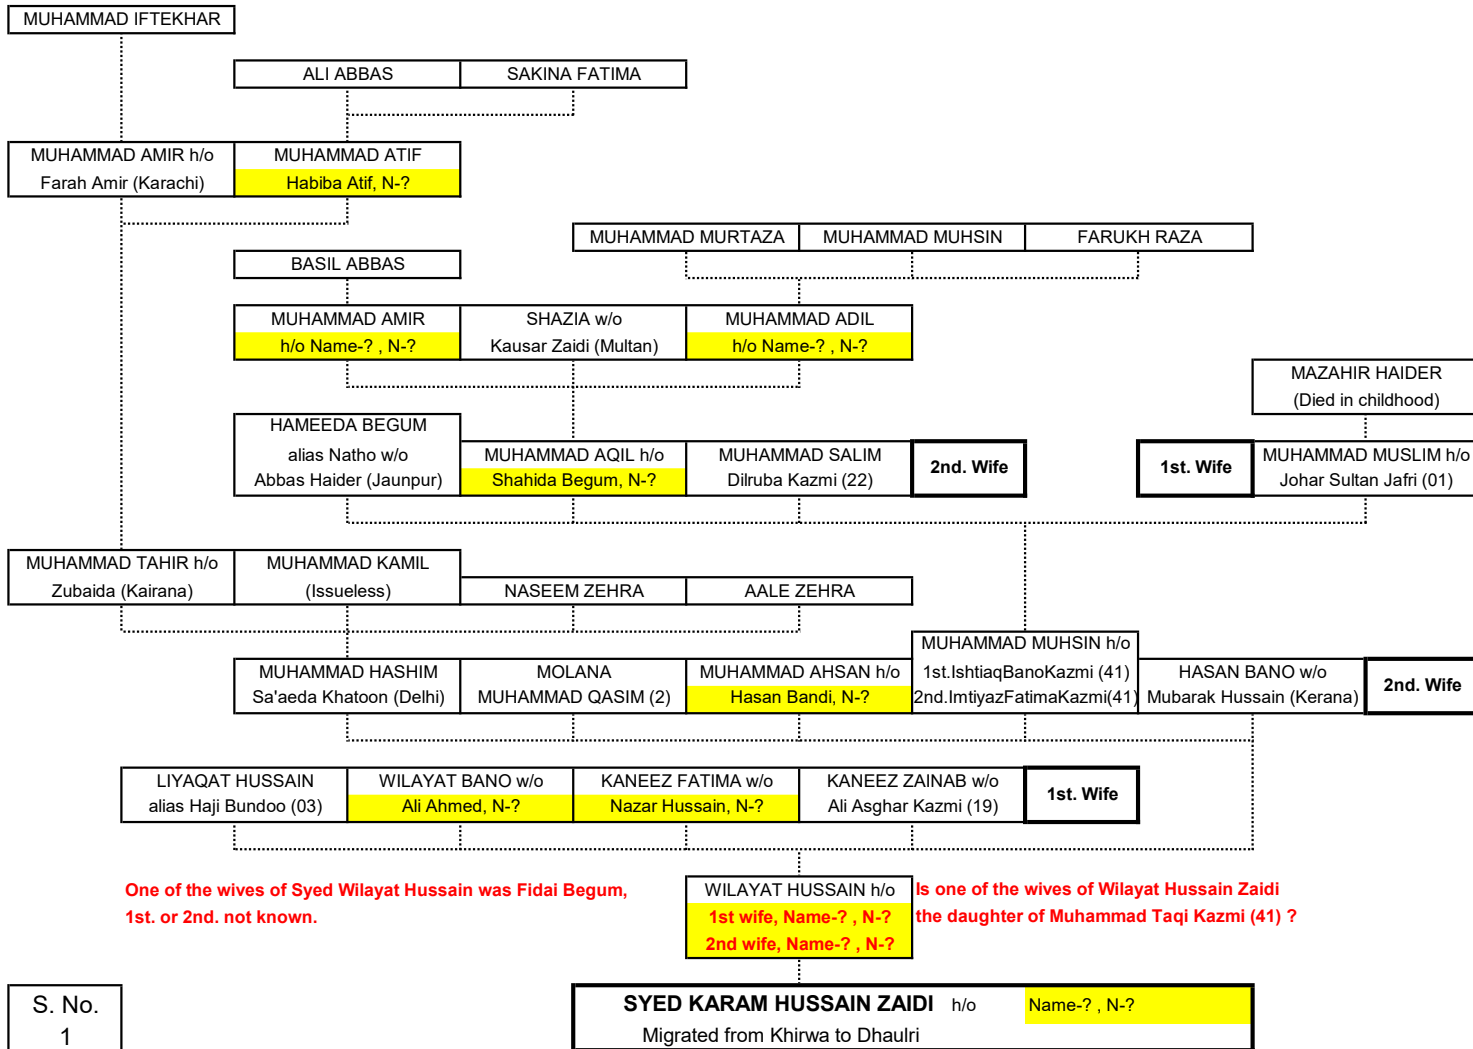 MUHAMMAD IFTEKHAR
ALI ABBAS
SAKINA FATIMA
MUHAMMAD AMIR h/o
Farah Amir (Karachi)
MUHAMMAD ATIF
Habiba Atif, N-?
MUHAMMAD MURTAZA
MUHAMMAD MUHSIN
FARUKH RAZA
BASIL ABBAS
MUHAMMAD AMIR
h/o Name-? , N-?
SHAZIA w/o
Kausar Zaidi (Multan)
MUHAMMAD ADIL
h/o Name-? , N-?
MAZAHIR HAIDER
(Died in childhood)
HAMEEDA BEGUM
alias Natho w/o
Abbas Haider (Jaunpur)
MUHAMMAD AQIL h/o
Shahida Begum, N-?
MUHAMMAD SALIM
Dilruba Kazmi (22)
2nd. Wife
1st. Wife
MUHAMMAD MUSLIM h/o
Johar Sultan Jafri (01)
MUHAMMAD TAHIR h/o
Zubaida (Kairana)
MUHAMMAD KAMIL
(Issueless)
NASEEM ZEHRA
AALE ZEHRA
MUHAMMAD HASHIM
Sa'aeda Khatoon (Delhi)
MOLANA
MUHAMMAD QASIM (2)
MUHAMMAD AHSAN h/o
Hasan Bandi, N-?
MUHAMMAD MUHSIN h/o
1st.IshtiaqBanoKazmi (41)
2nd.ImtiyazFatimaKazmi(41)
HASAN BANO w/o
Mubarak Hussain (Kerana)
2nd. Wife
LIYAQAT HUSSAIN
alias Haji Bundoo (03)
WILAYAT BANO w/o
Ali Ahmed, N-?
KANEEZ FATIMA w/o
Nazar Hussain, N-?
KANEEZ ZAINAB w/o
Ali Asghar Kazmi (19)
1st. Wife
One of the wives of Syed Wilayat Hussain was Fidai Begum,
1st. or 2nd. not known.
WILAYAT HUSSAIN h/o
1st wife, Name-? , N-?
2nd wife, Name-? , N-?
Is one of the wives of Wilayat Hussain Zaidi
the daughter of Muhammad Taqi Kazmi (41) ?
S. No.
1
SYED KARAM HUSSAIN ZAIDI h/o Name-? , N-?
Migrated from Khirwa to Dhaulri